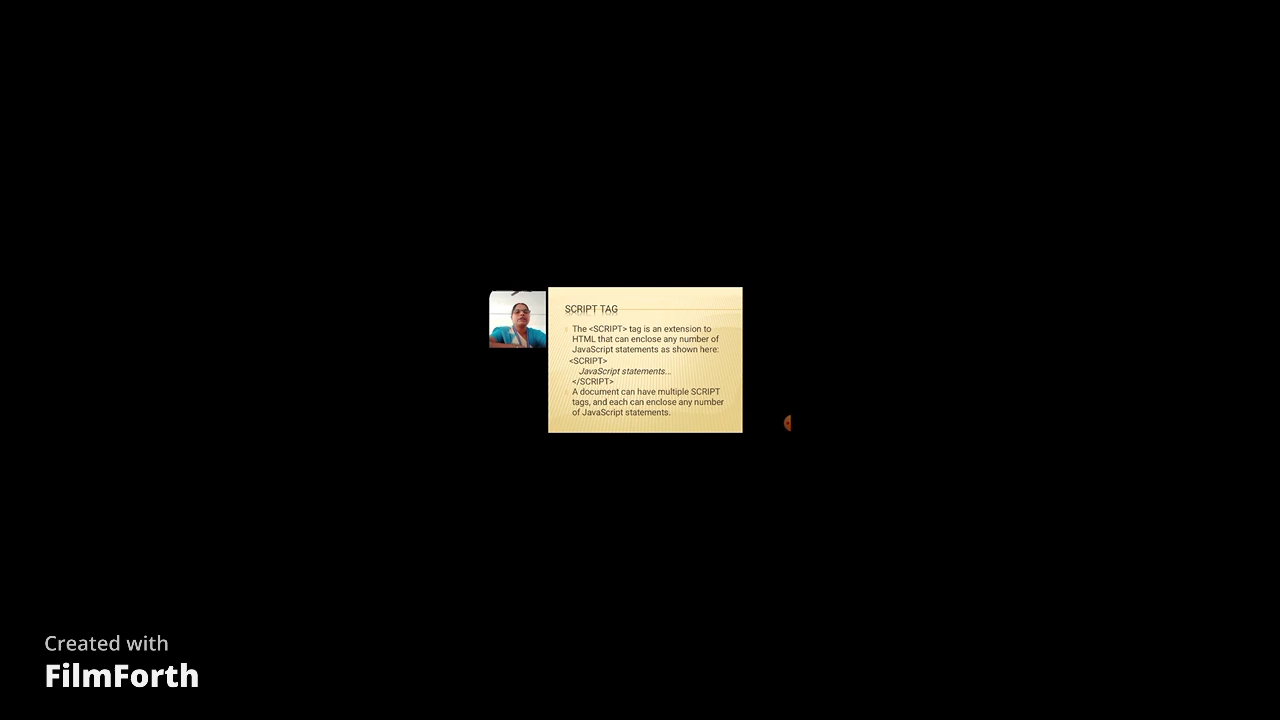 SCRIPT TAG
The <SCRIPT> tag is an extension to
HTML that can enclose any number of
JavaScript statements as shown here:
<SCRIPT>
JavaScript statements...
</SCRIPT>
A document can have multiple SCRIPT
tags, and each can enclose any number
of JavaScript statements.
Created with
FilmForth